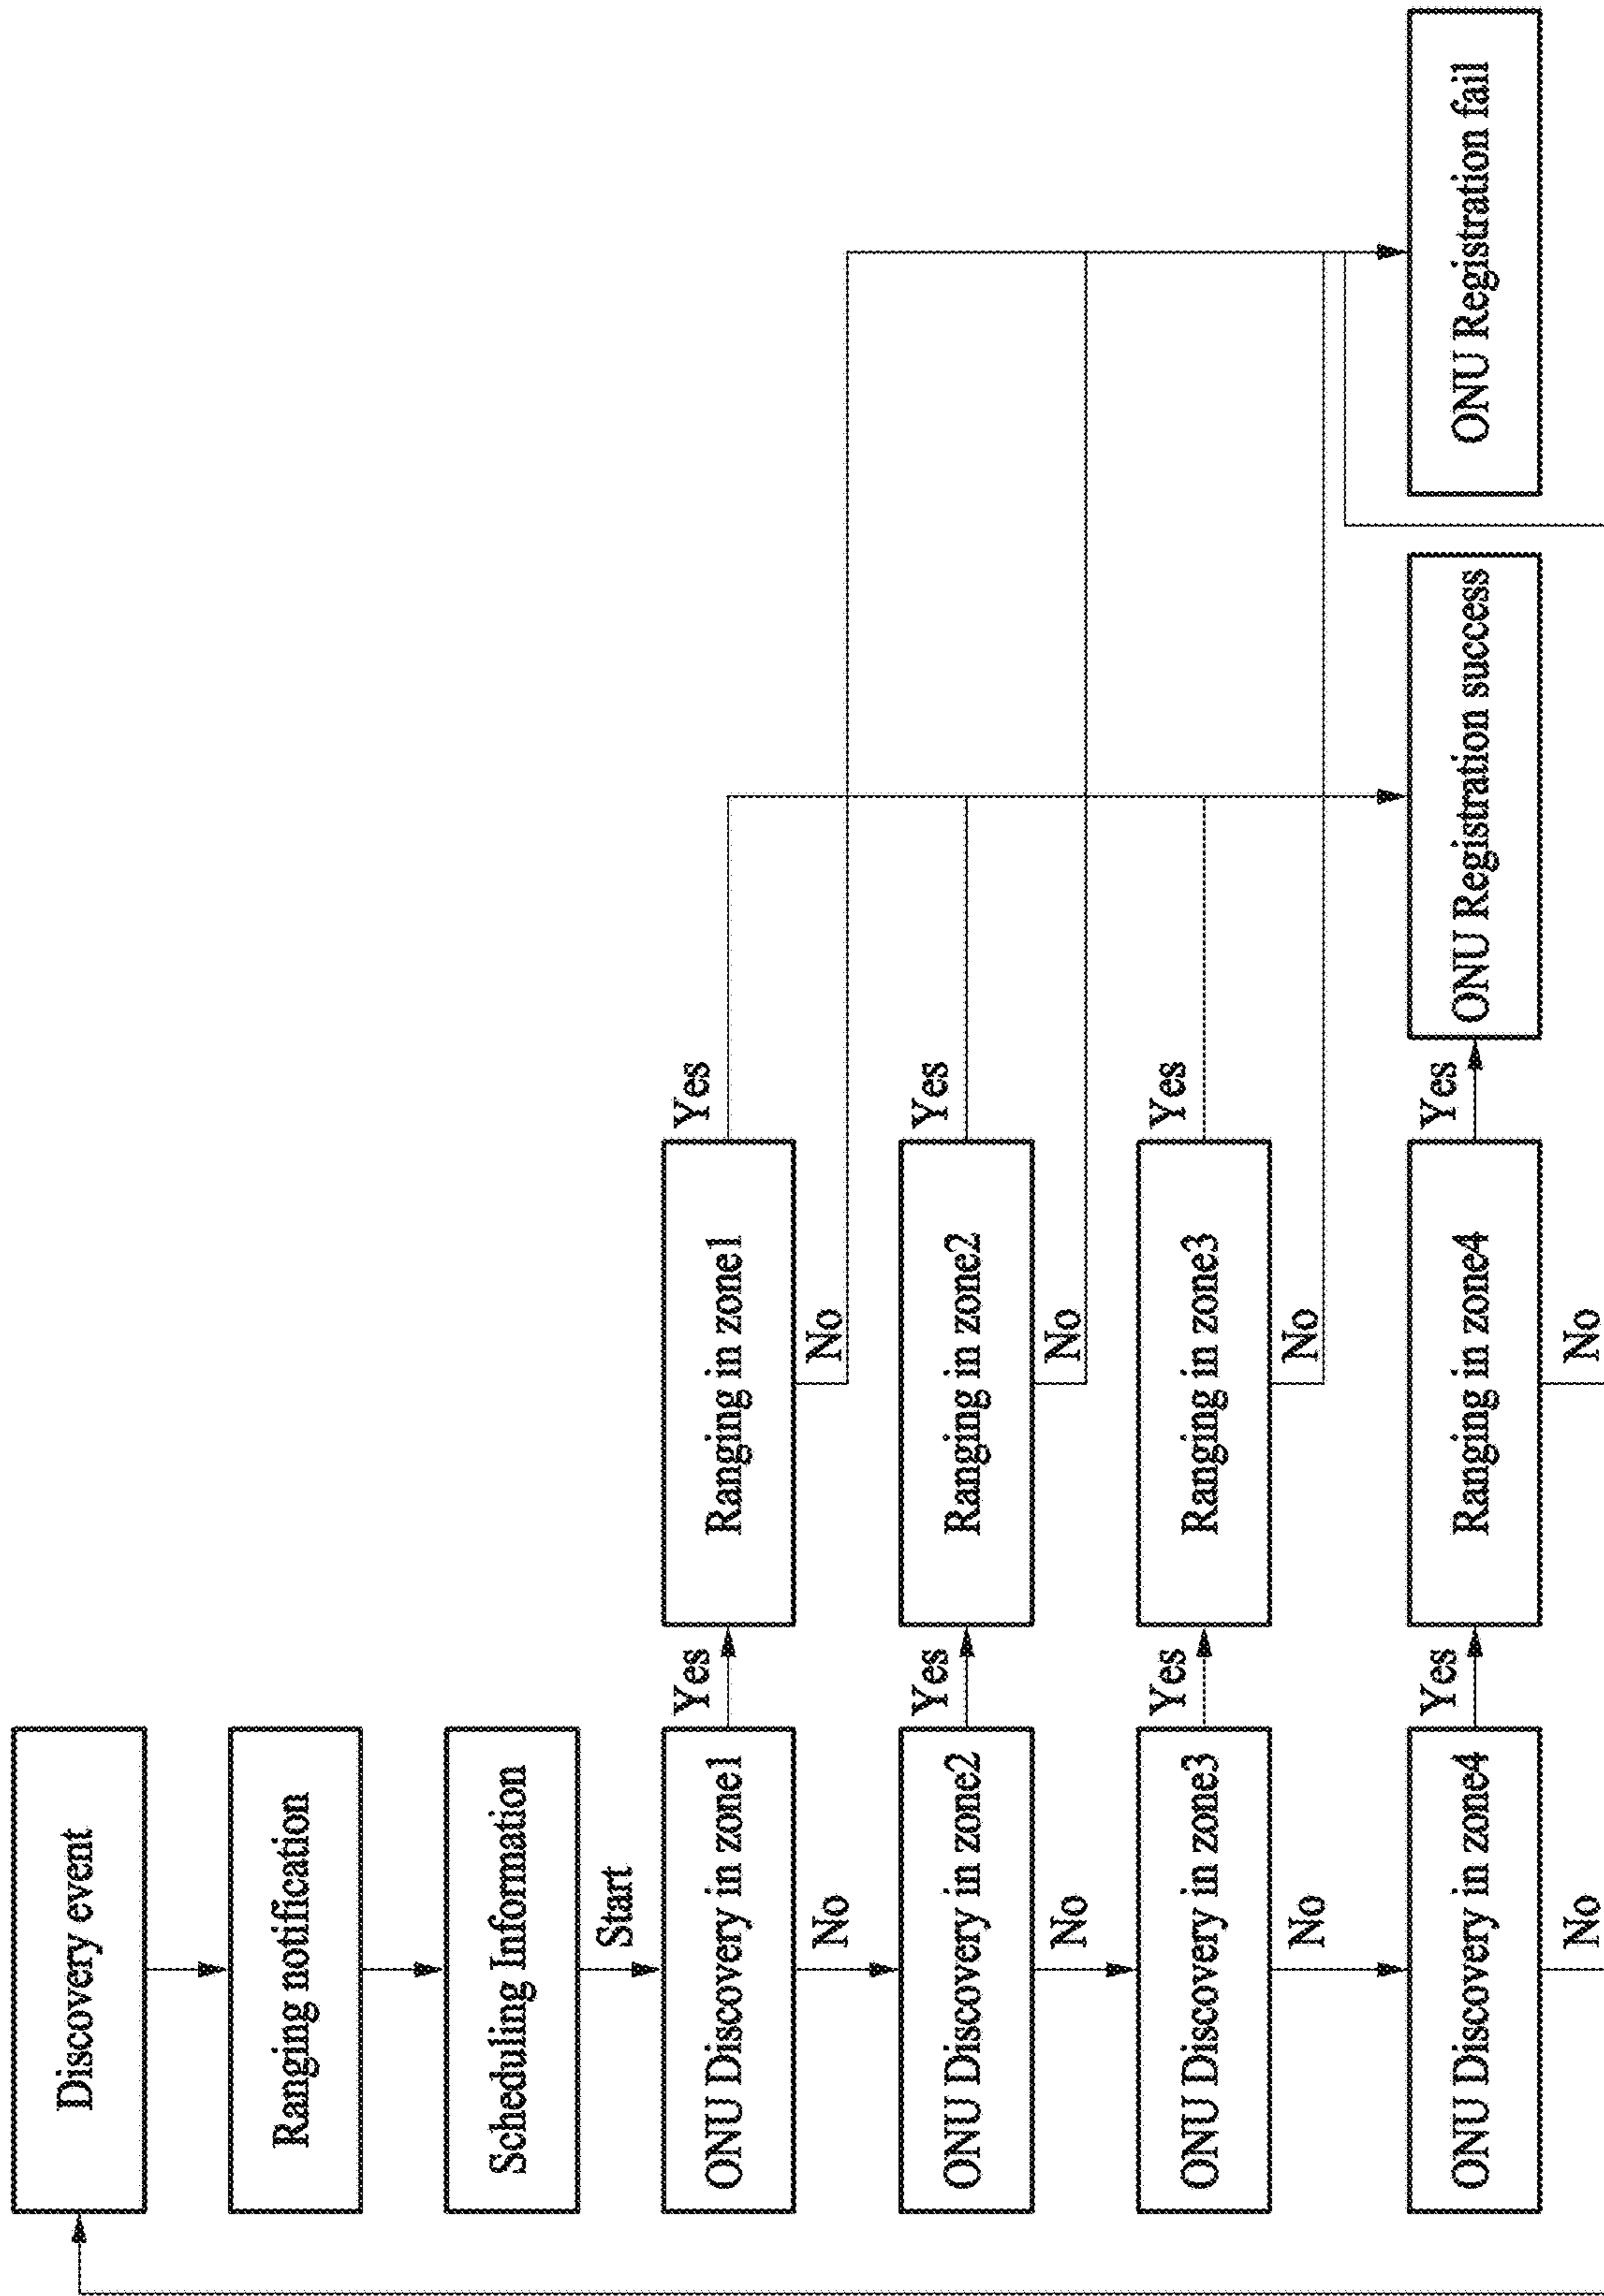 Discovery event
Ranging notification
Scheduling Information
Start
ONU Discovery in zone1
Yes
Ranging in zone1
Yes
No
No
ONU Discovery in zone2
Yes
Ranging in zone2
Yes
No
No
ONU Discovery in zone3
Yes
Ranging in zone3
Yes
No
No
ONU Discovery in zone4
Yes
Ranging in zone4
Yes
ONU Registration success
ONU Registration fail
No
No